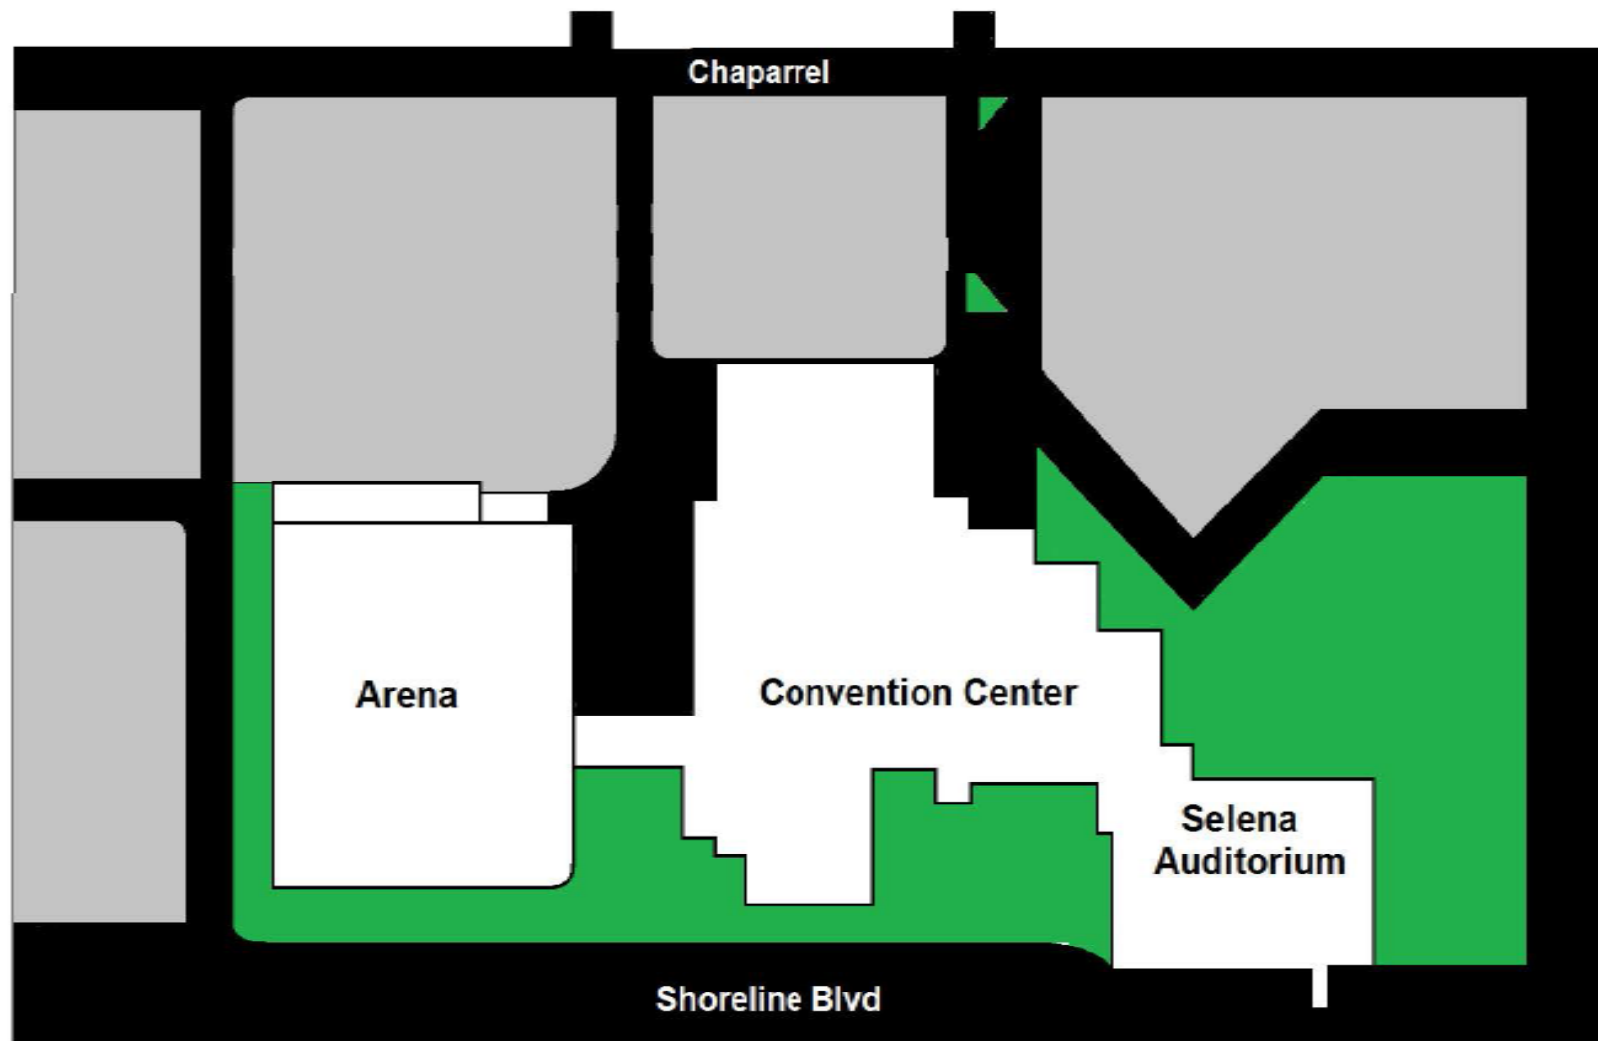 Chaparrel
Arena
Convention Center
Selena
Auditorium
Shoreline Blvd